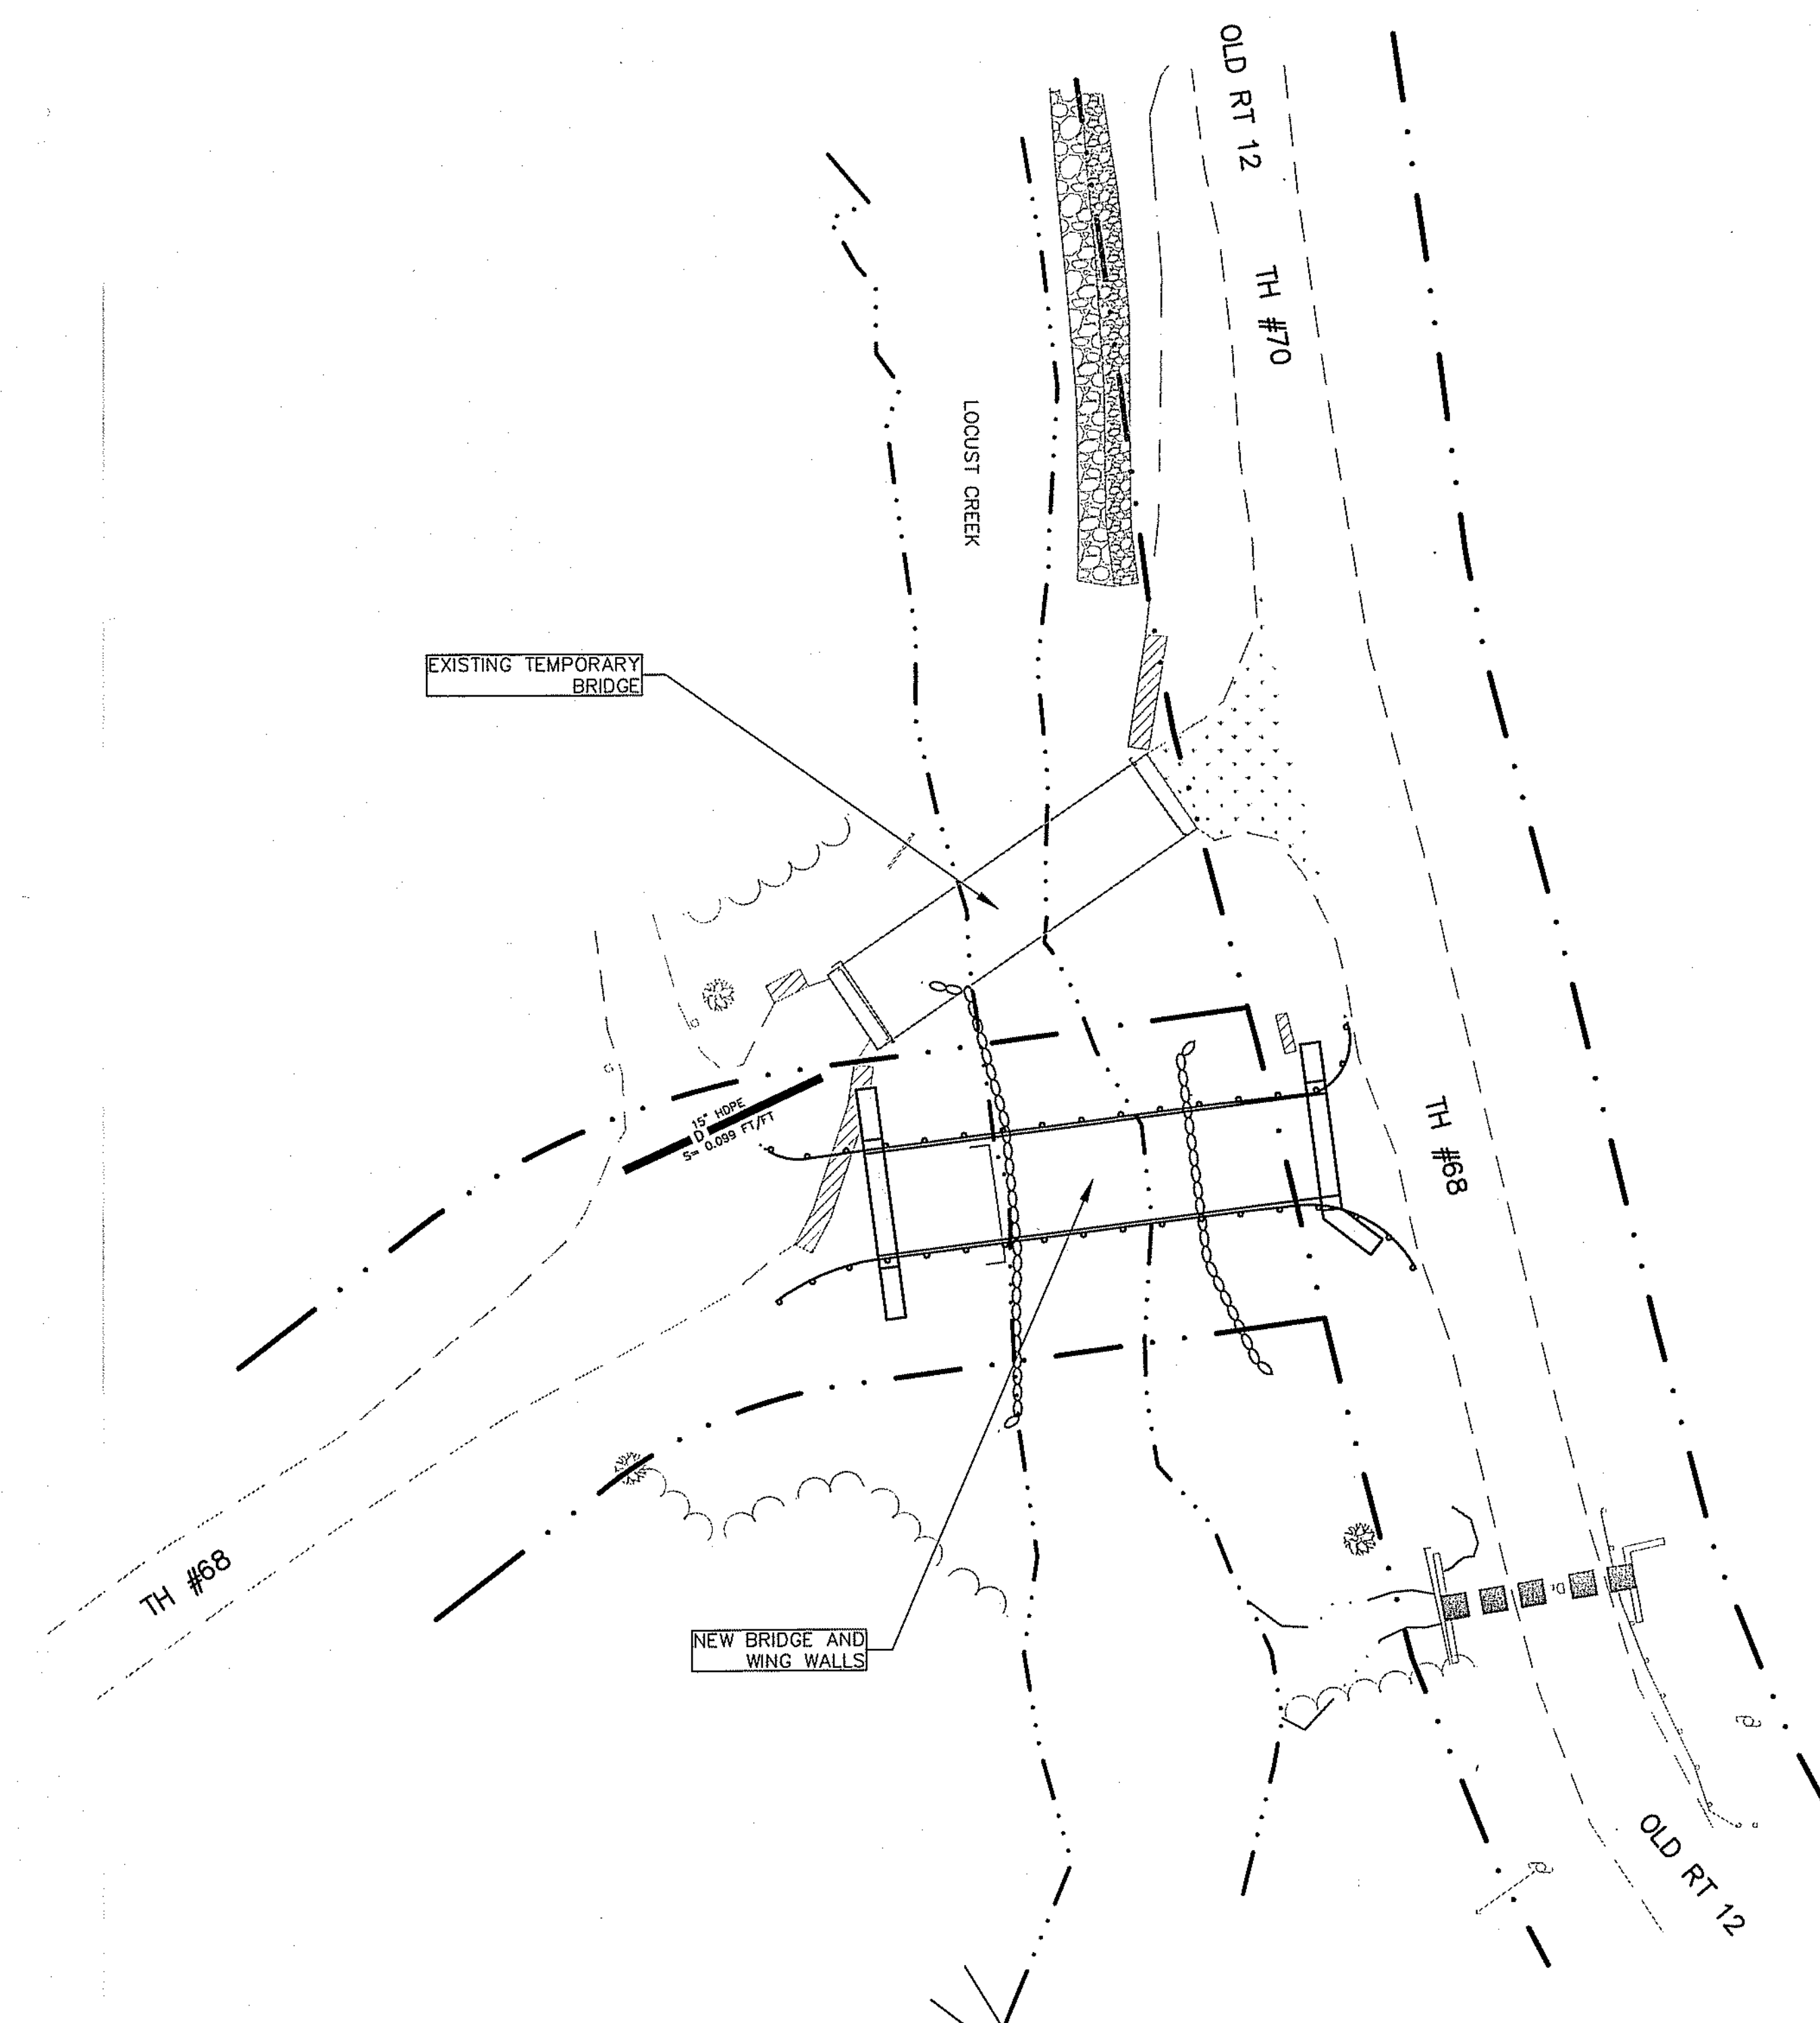 OLD RT 12
TH #70
LOCUST CREEK
EXISTING TEMPORARY
BRIDGE
15" HDPE
D
S= 0.099 FT/FT
TH #68
TH #68
NEW BRIDGE AND
WING WALLS
OLD RT 12